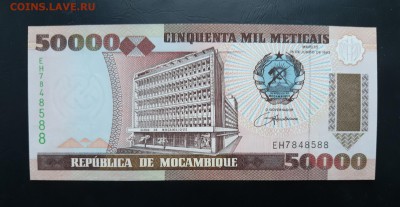 COINS.LAVE.RU
50000
CINQUENTA MIL METICAIS
EH7848588
EH7848588
REPÚBLICA DE MOÇAMBIQUE
50000